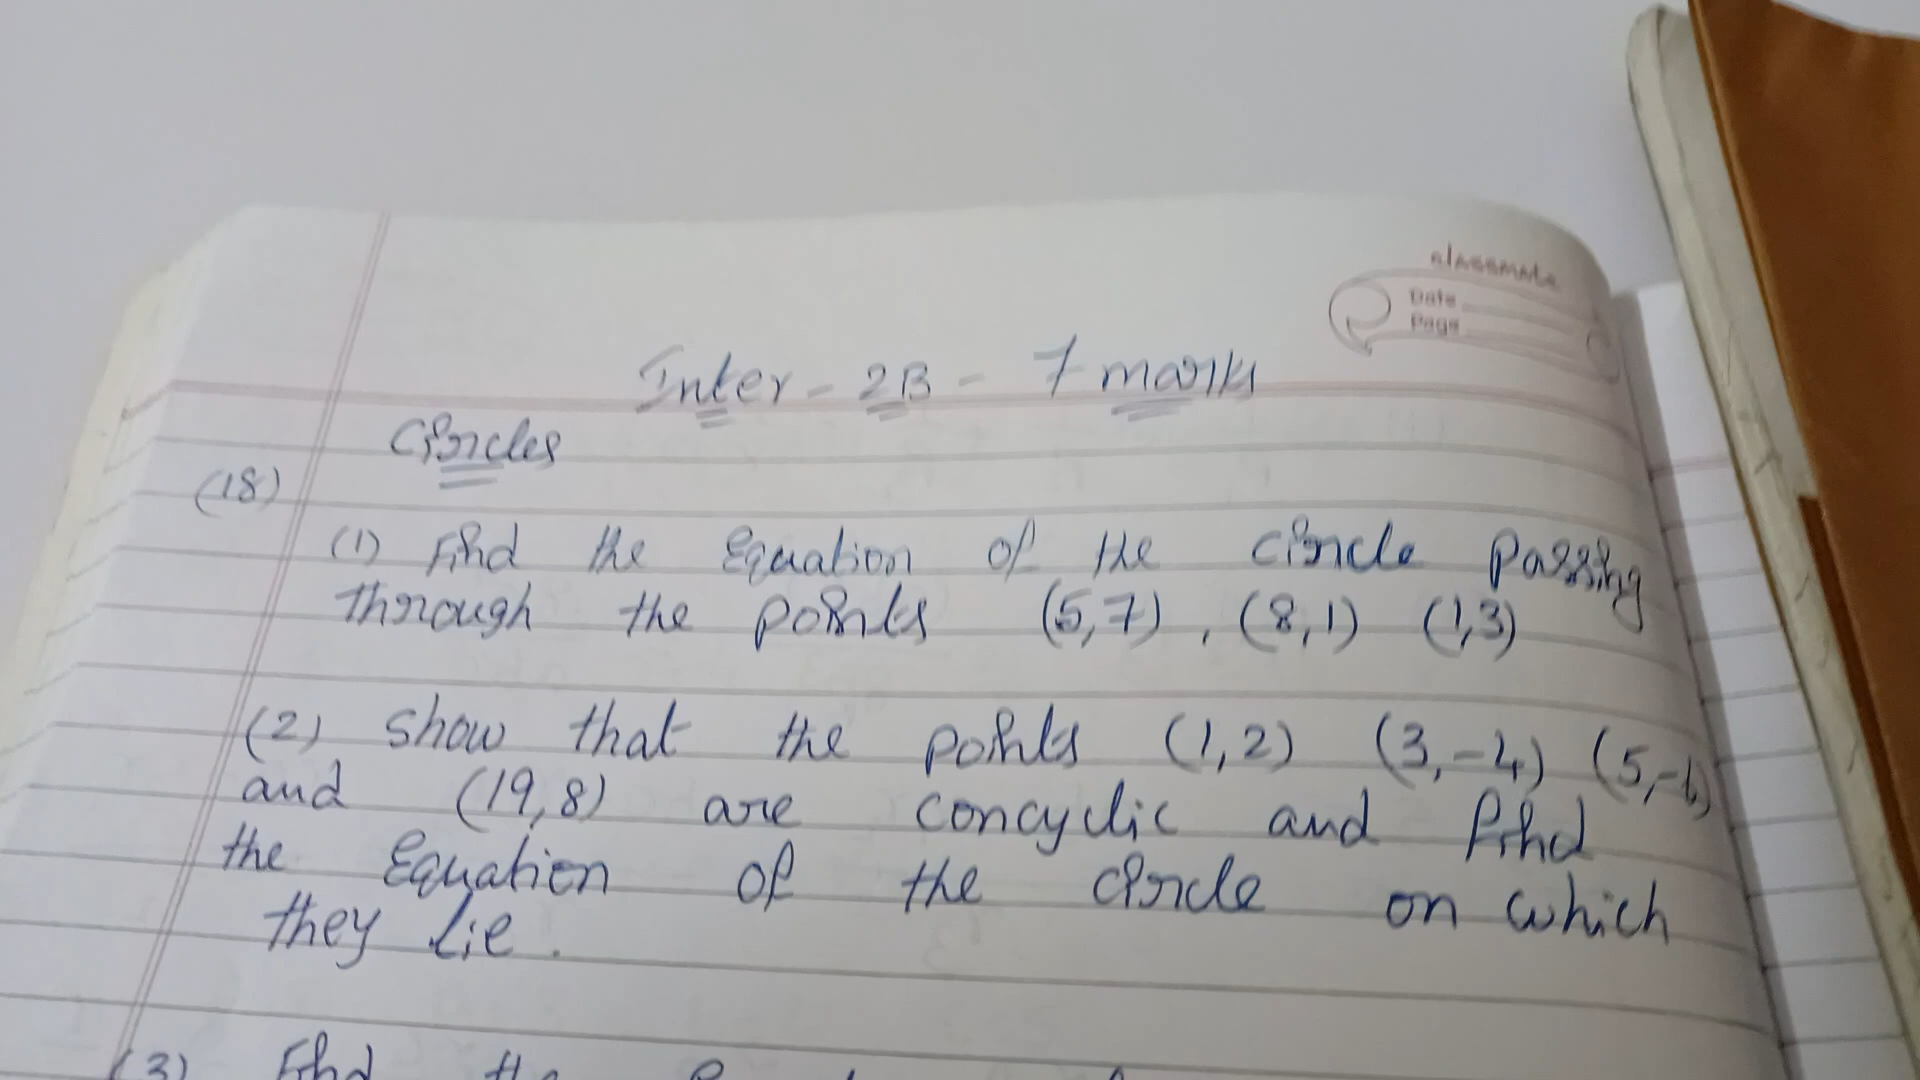 classmate
Date
Page
Inter - 2B - 7 marks
Circles
(18)
(1) Find the Equation of the circle passing
through the points (5,7), (8,1) (1,3)
(2) show that the points (1,2) (3,-4) (5,-6)
and (19,8) are concyclic and find
the Equation of the circle on which
they lie.
(3) Find the